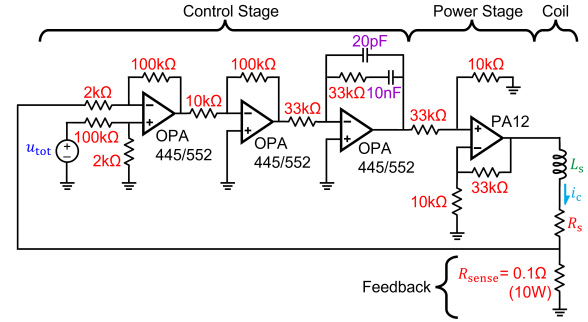 Control Stage
Power Stage
Coil
20pF
100kΩ
100kΩ
33kΩ
10nF
10kΩ
2kΩ
10kΩ
33kΩ
33kΩ
PA12
100kΩ
OPA
445/552
OPA
445/552
OPA
445/552
u_tot
2kΩ
10kΩ
33kΩ
L_s
i_c
R_s
Feedback
R_sense = 0.1Ω
(10W)